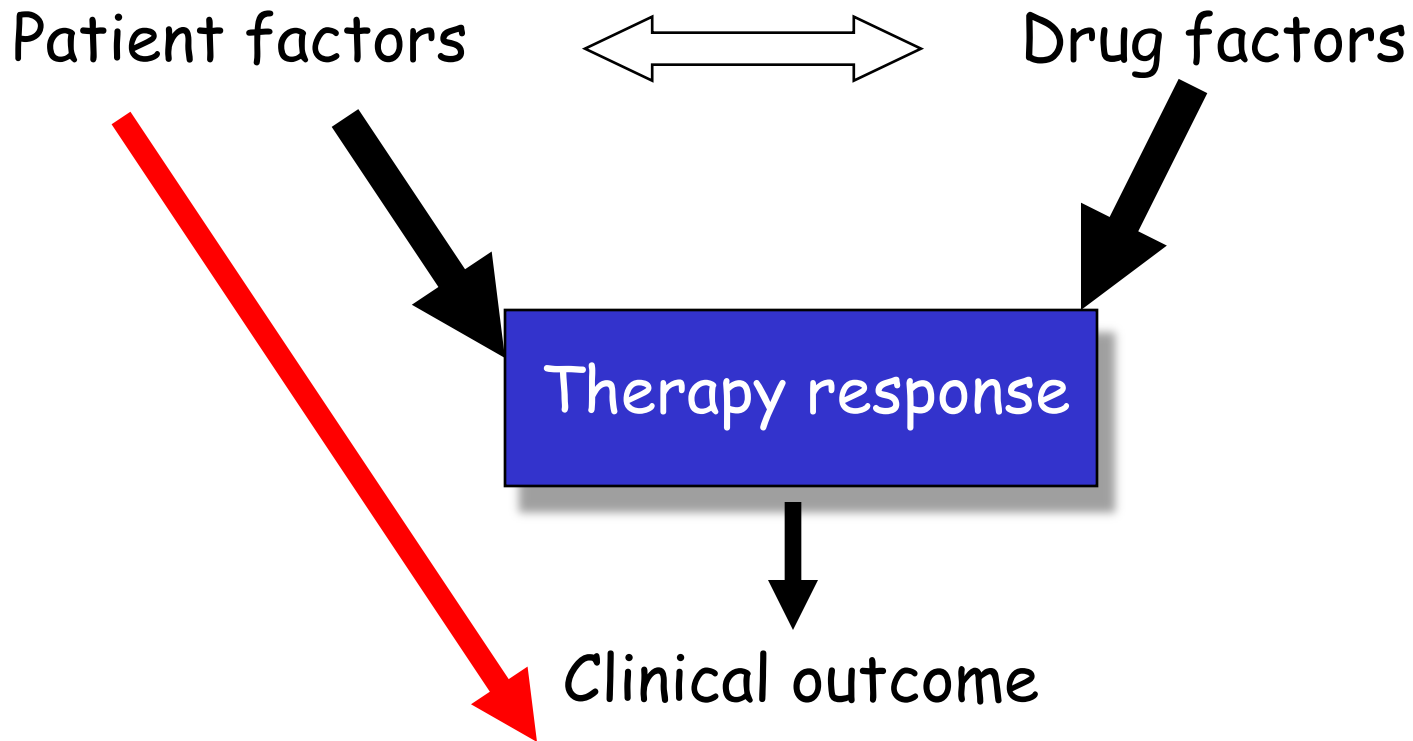 Patient factors
Drug factors
Therapy response
Clinical outcome